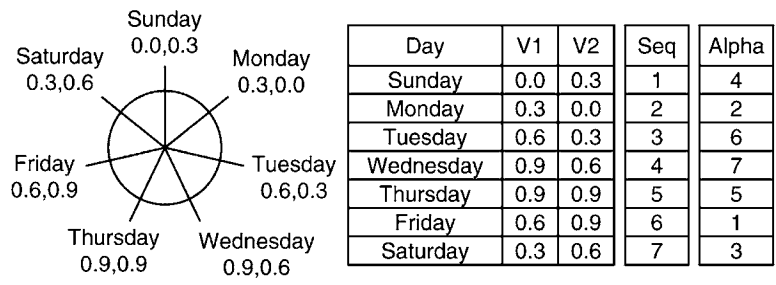 Sunday
0.0,0.3
Monday
0.3,0.0
Tuesday
0.6,0.3
Wednesday
0.9,0.6
Thursday
0.9,0.9
Friday
0.6,0.9
Saturday
0.3,0.6
Day V1 V2 Seq Alpha
Sunday 0.0 0.3 1 4
Monday 0.3 0.0 2 2
Tuesday 0.6 0.3 3 6
Wednesday 0.9 0.6 4 7
Thursday 0.9 0.9 5 5
Friday 0.6 0.9 6 1
Saturday 0.3 0.6 7 3